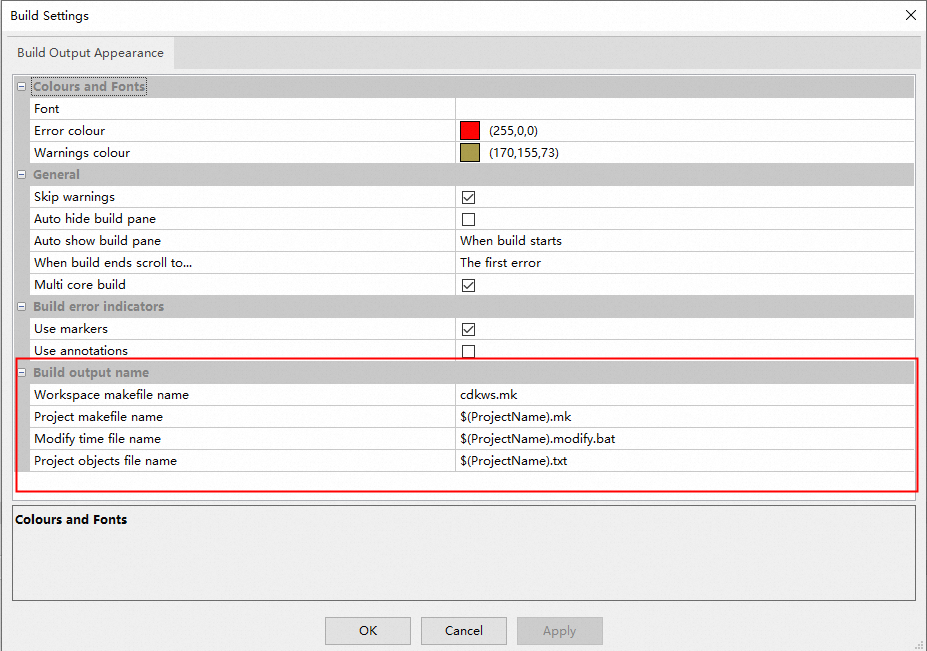 Build Settings
Build Output Appearance
Colours and Fonts
Font
Error colour (255,0,0)
Warnings colour (170,155,73)
General
Skip warnings
Auto hide build pane
Auto show build pane When build starts
When build ends scroll to... The first error
Multi core build
Build error indicators
Use markers
Use annotations
Build output name
Workspace makefile name cdkws.mk
Project makefile name $(ProjectName).mk
Modify time file name $(ProjectName).modify.bat
Project objects file name $(ProjectName).txt
Colours and Fonts
OK Cancel Apply